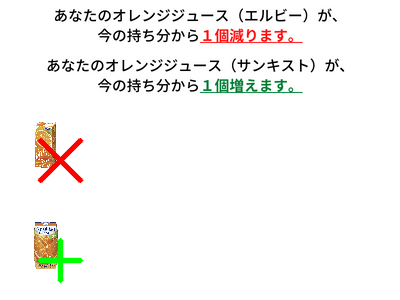 あなたのオレンジジュース（エルビー）が、
今の持ち分から１個減ります。
あなたのオレンジジュース（サンキスト）が、
今の持ち分から１個増えます。